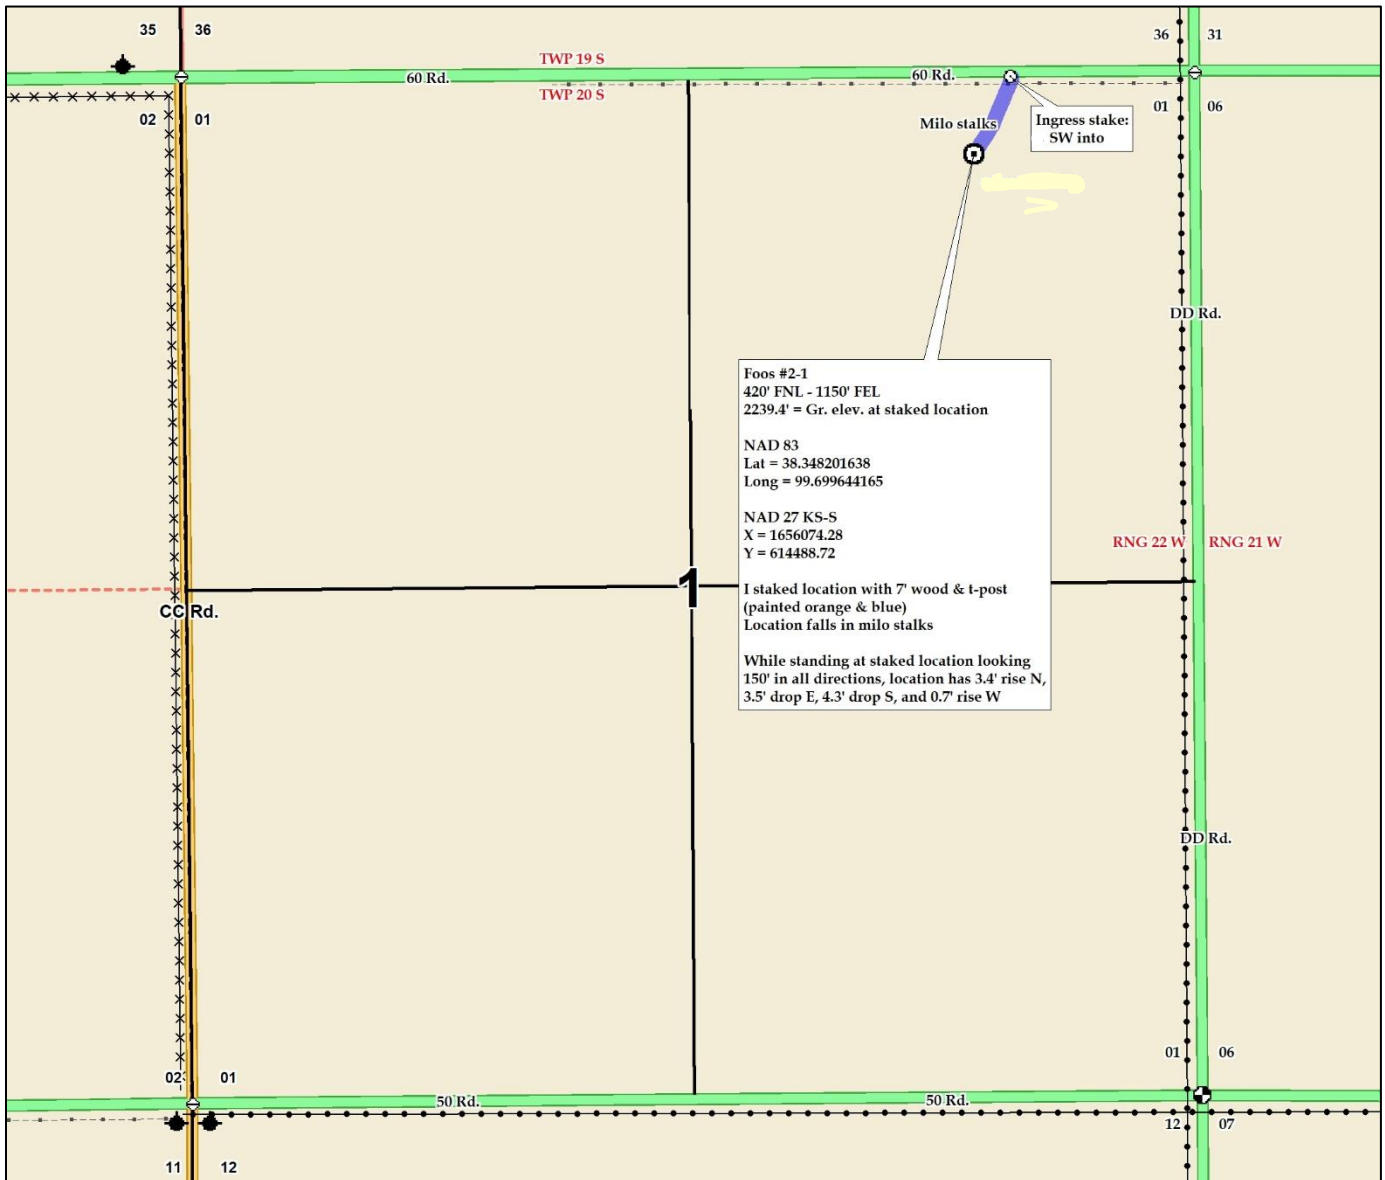 35 36
36 31
TWP 19 S
60 Rd.
60 Rd.
TWP 20 S
02 01
01 06
Milo stalks
Ingress stake:
SW into
DD Rd.
Foos #2-1
420' FNL - 1150' FEL
2239.4' = Gr. elev. at staked location
NAD 83
Lat = 38.348201638
Long = 99.699644165
NAD 27 KS-S
X = 1656074.28
Y = 614488.72
I staked location with 7' wood & t-post
(painted orange & blue)
Location falls in milo stalks
While standing at staked location looking
150' in all directions, location has 3.4' rise N,
3.5' drop E, 4.3' drop S, and 0.7' rise W
RNG 22 W RNG 21 W
1
CC Rd.
DD Rd.
01 06
02 01
50 Rd.
50 Rd.
12 07
11 12